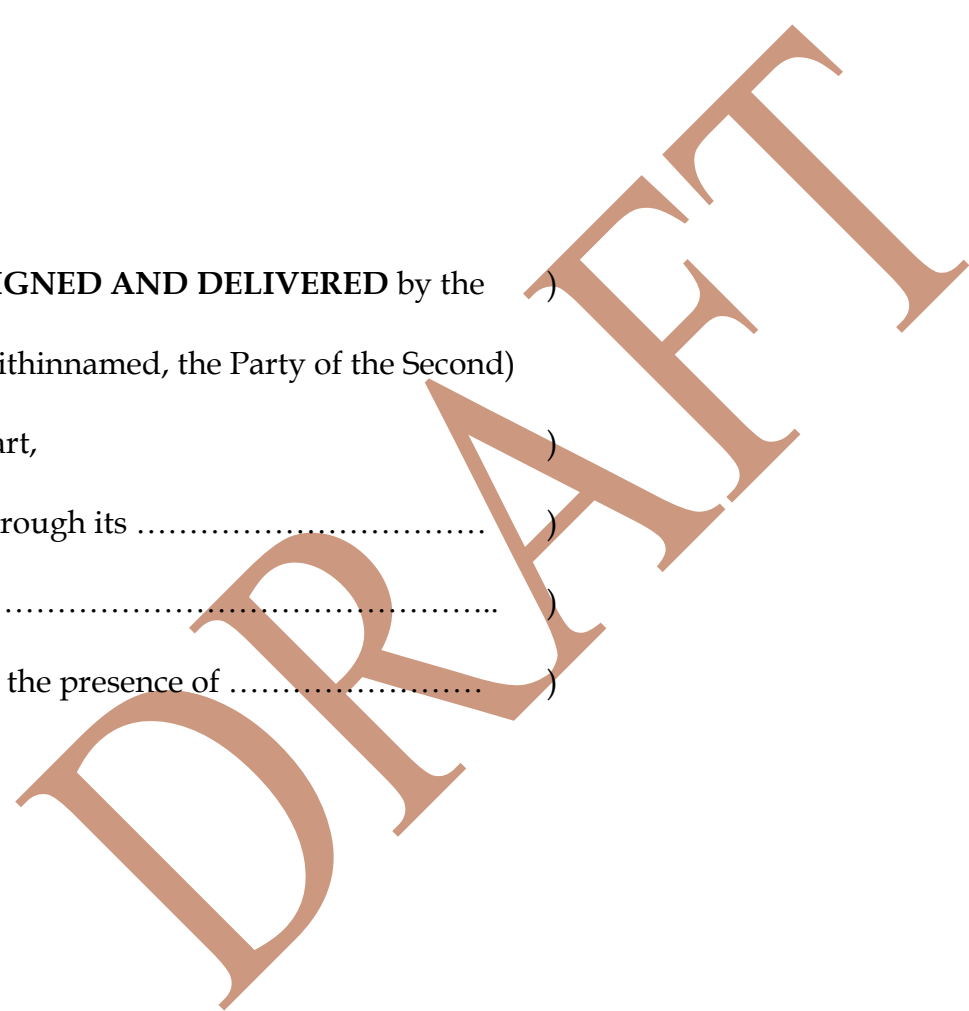 IGNED AND DELIVERED by the )
ithinnamed, the Party of the Second)
art, )
rough its ……………………………. )
………………………………………….. )
the presence of ……………………. )
DRAFT